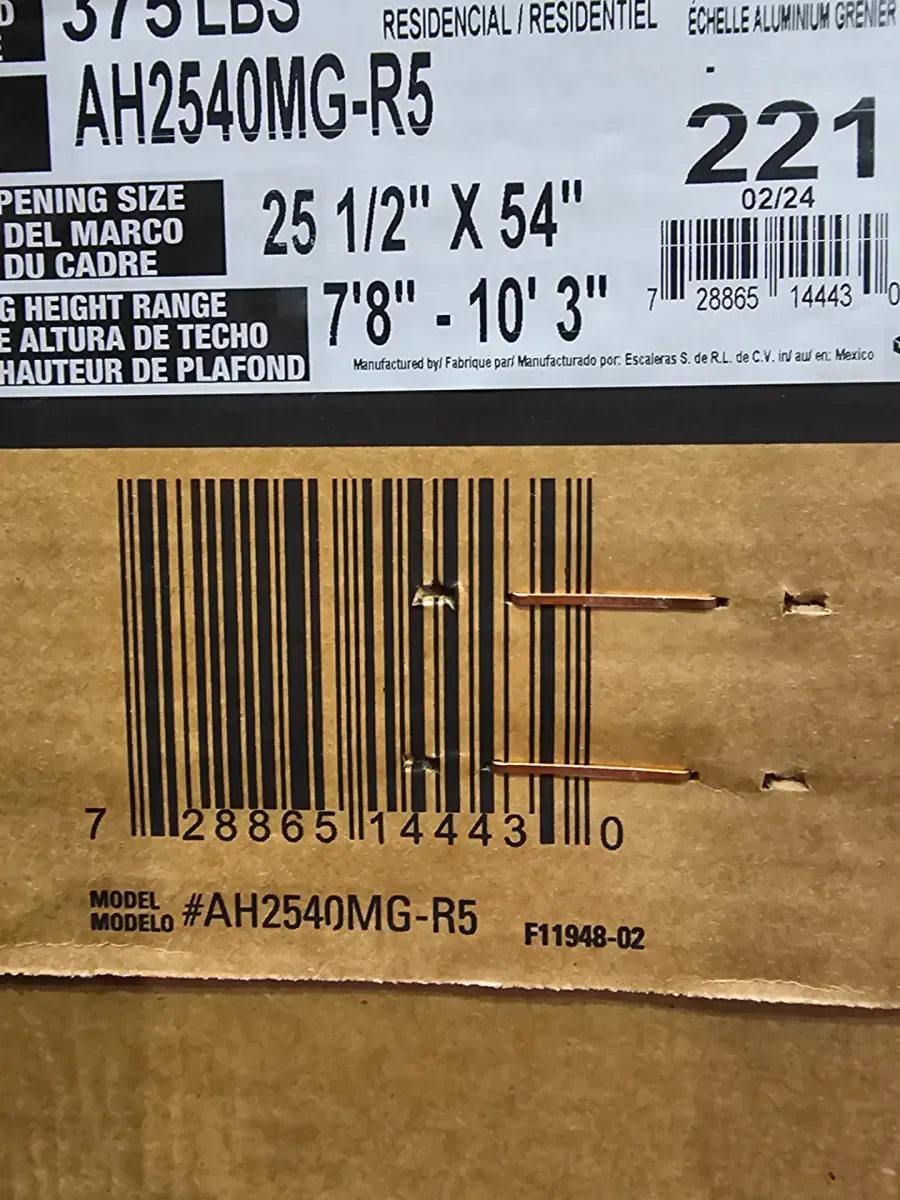 375 LBS
RESIDENCIAL / RESIDENTIEL
ÉCHELLE ALUMINIUM GRENIER
AH2540MG-R5
221
02/24
PENING SIZE
DEL MARCO
DU CADRE
25 1/2" X 54"
7 28865 14443 0
G HEIGHT RANGE
E ALTURA DE TECHO
HAUTEUR DE PLAFOND
7'8" - 10' 3"
Manufactured by/ Fabrique par/ Manufacturado por: Escaleras S. de R.L. de C.V. in/ au/ en: Mexico
7 28865 14443 0
MODEL
MODELO #AH2540MG-R5
F11948-02